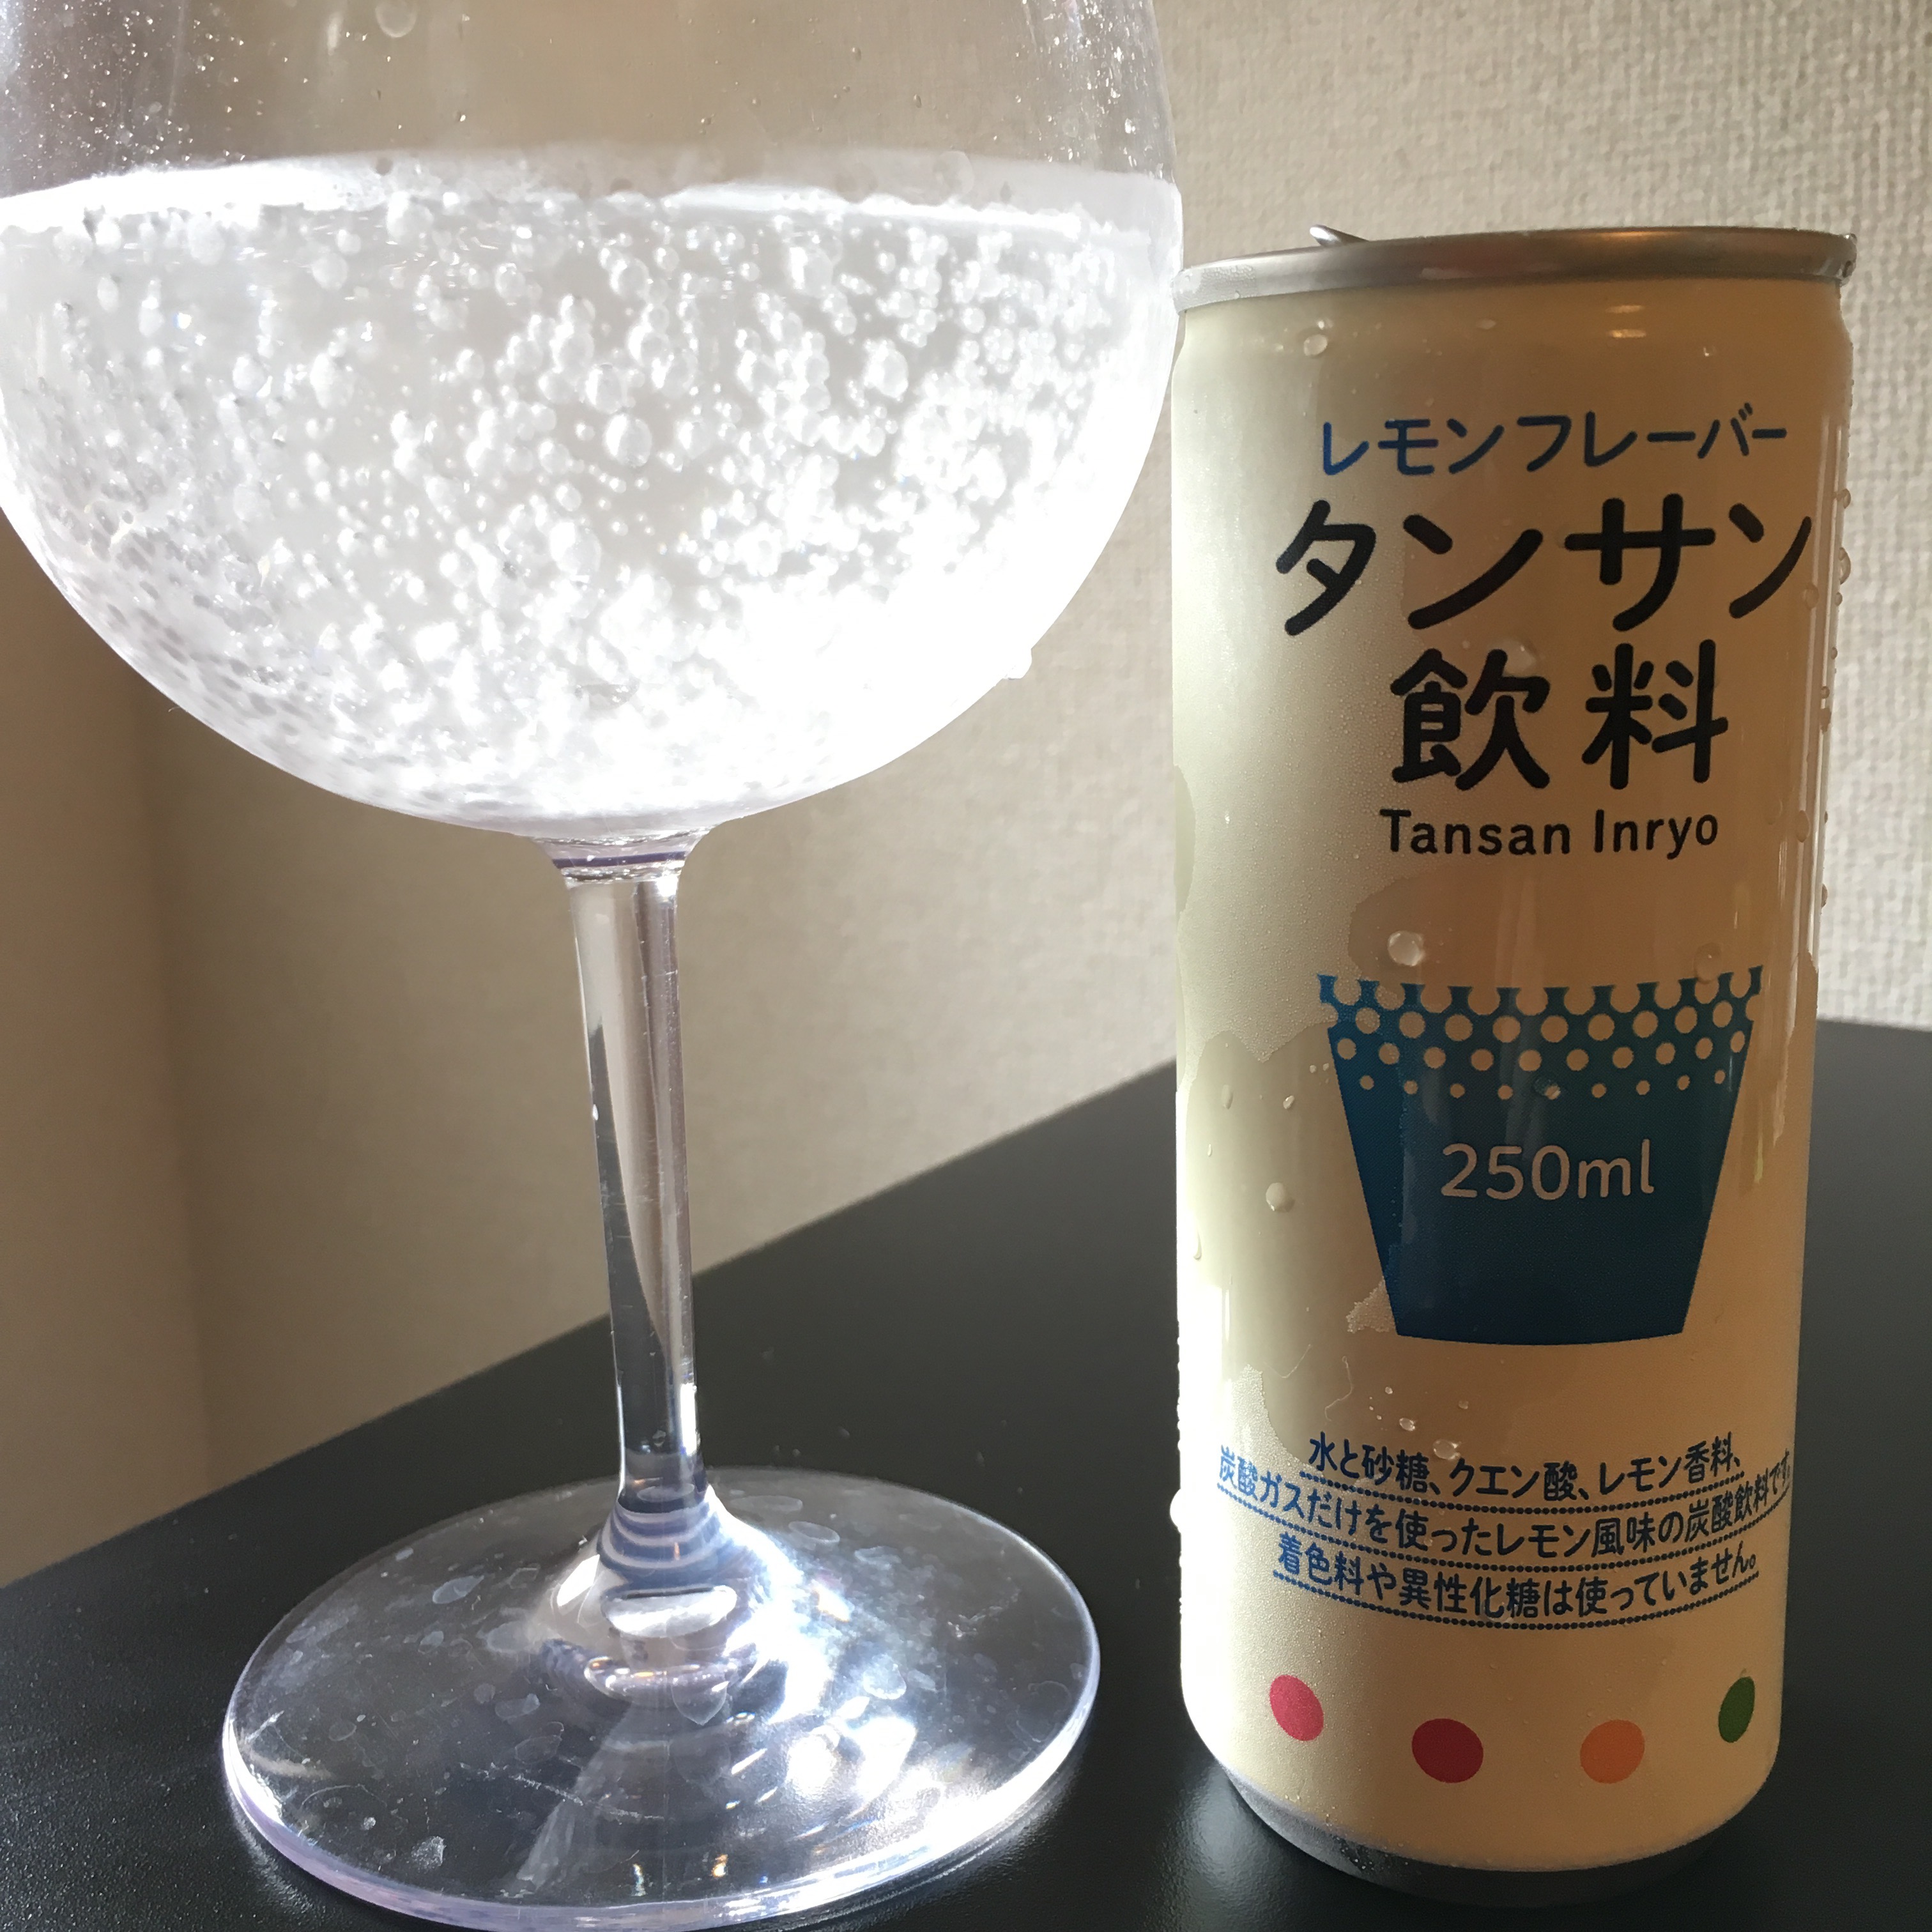 レモンフレーバー
タンサン
飲料
Tansan Inryo
250ml
水と砂糖、クエン酸、レモン香料、
炭酸ガスだけを使ったレモン風味の炭酸飲料です。
着色料や異性化糖は使っていません。